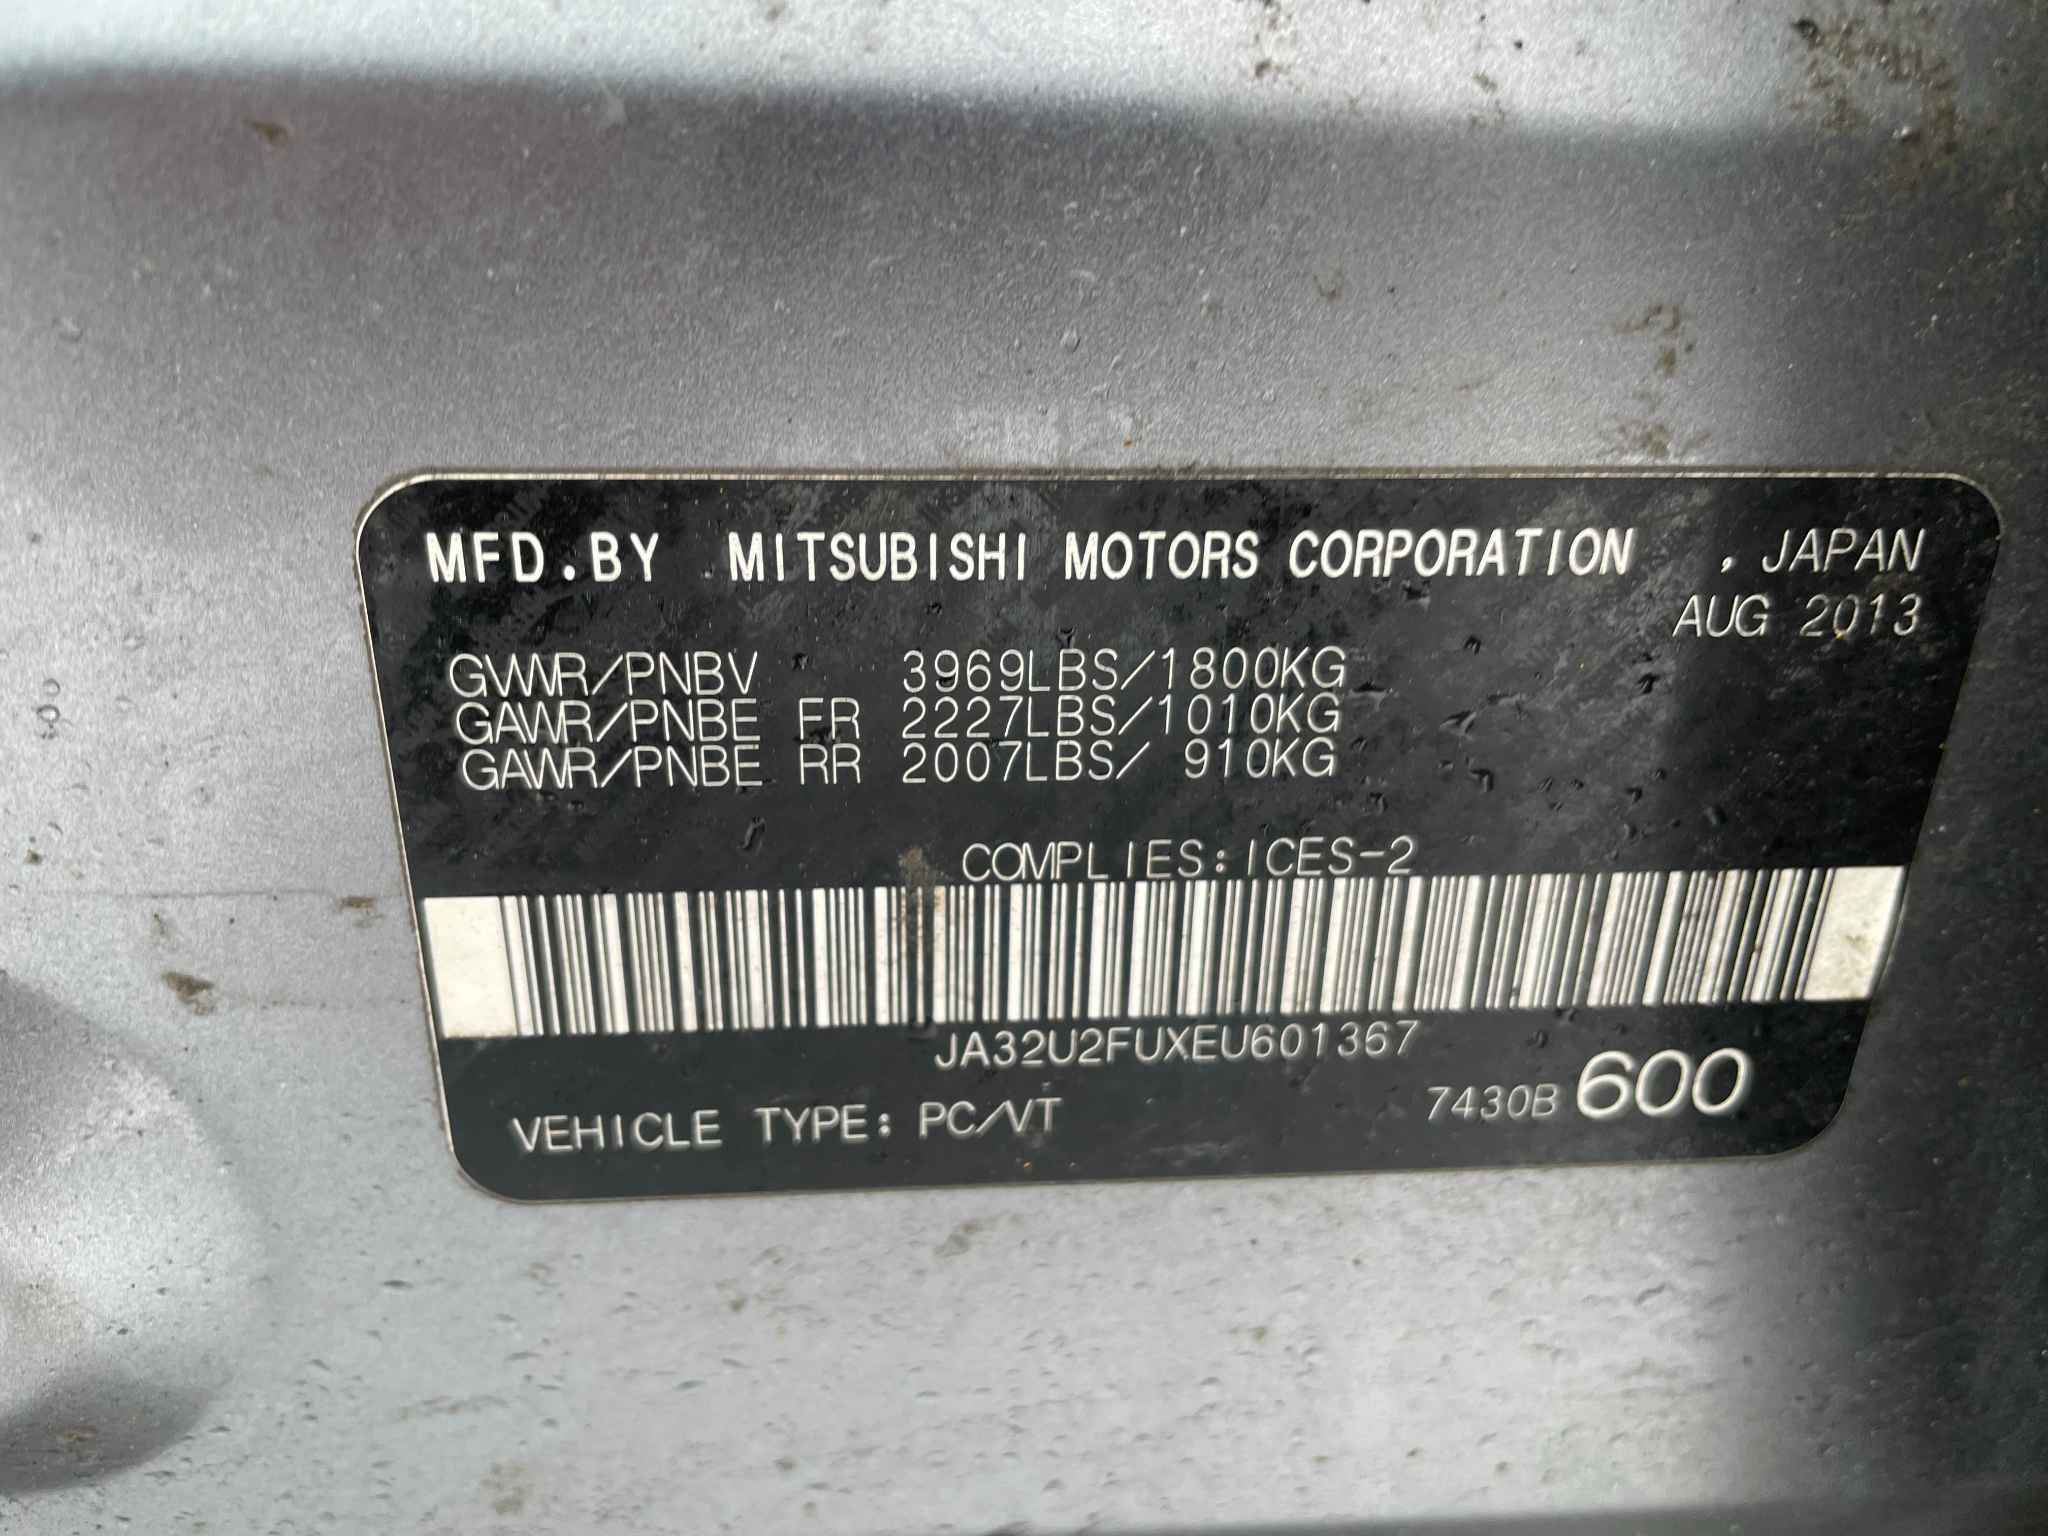 MFD.BY MITSUBISHI MOTORS CORPORATION , JAPAN
AUG 2013
GVWR/PNBV 3969LBS/1800KG
GAWR/PNBE FR 2227LBS/1010KG
GAWR/PNBE RR 2007LBS/ 910KG
COMPLIES:ICES-2
JA32U2FUXEU601367
7430B 600
VEHICLE TYPE: PC/VT